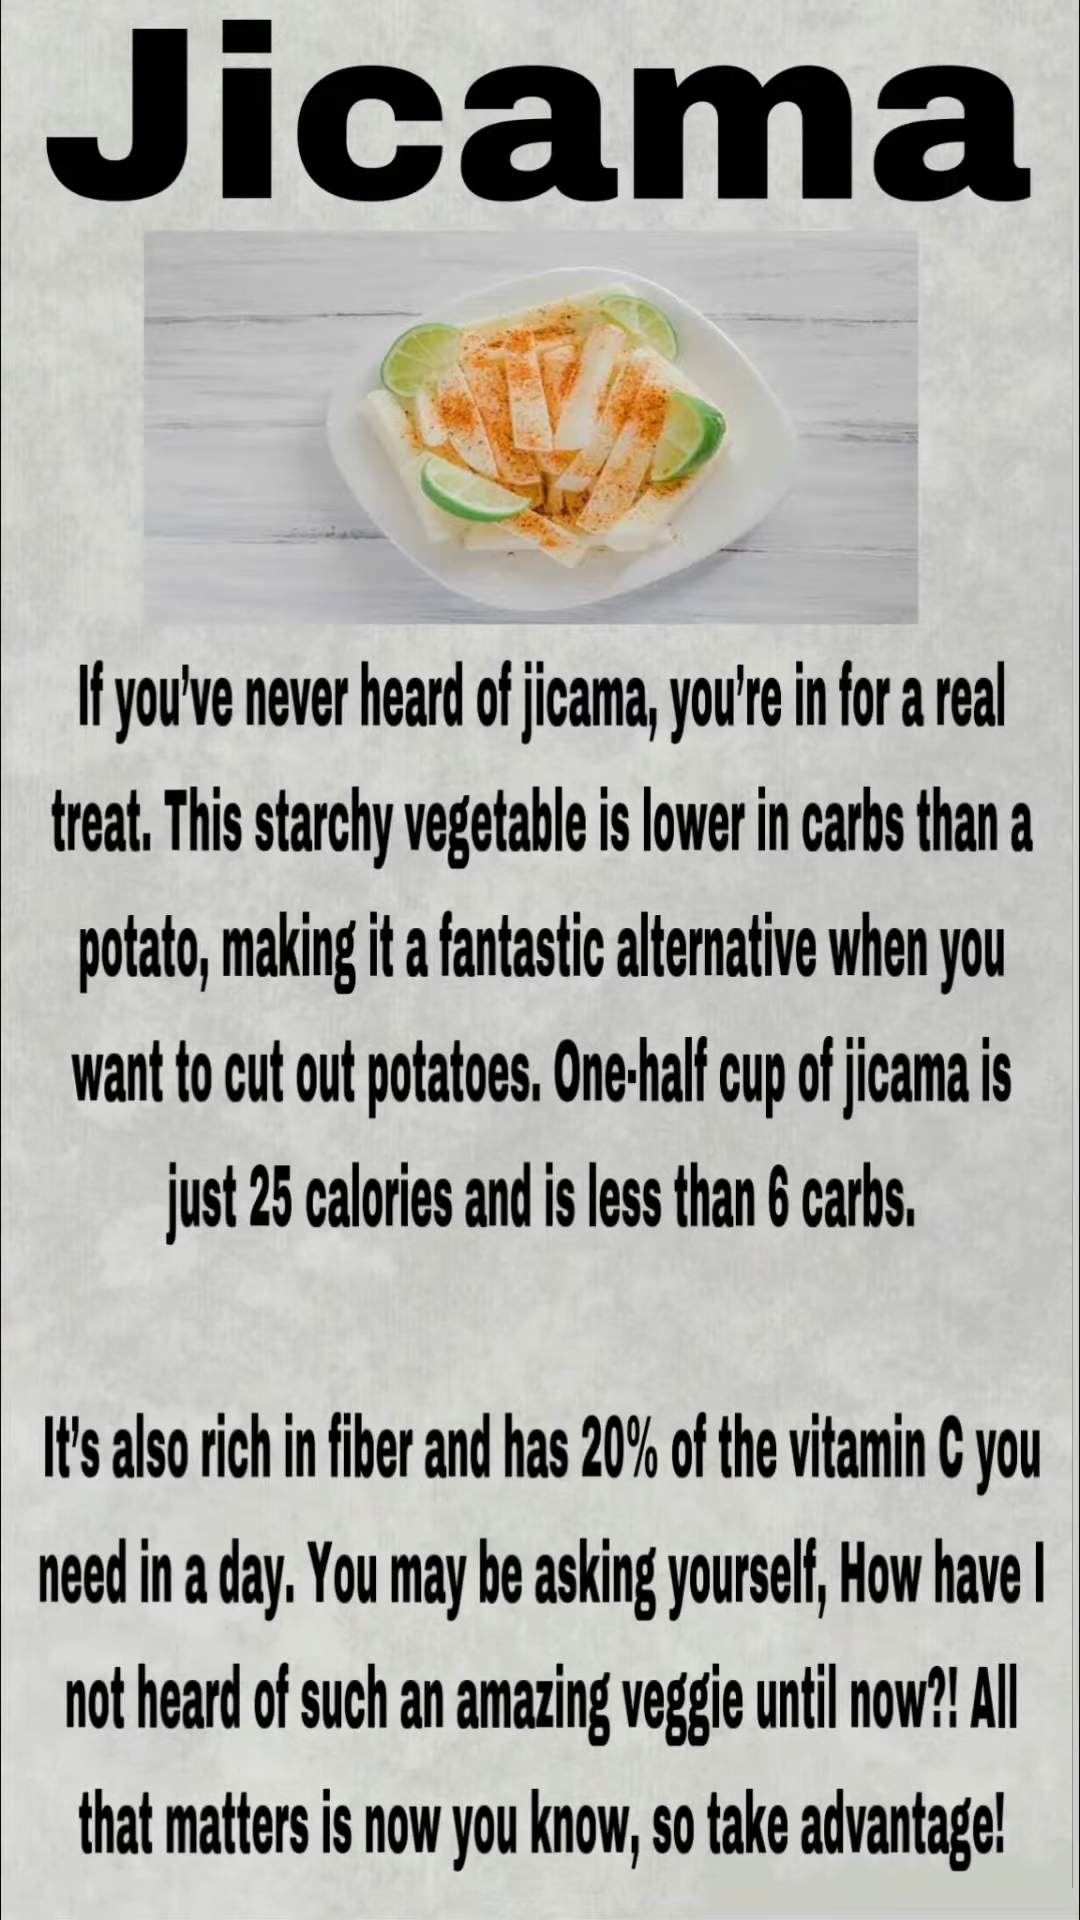 Jicama
If you’ve never heard of jicama, you’re in for a real
treat. This starchy vegetable is lower in carbs than a
potato, making it a fantastic alternative when you
want to cut out potatoes. One-half cup of jicama is
just 25 calories and is less than 6 carbs.
It’s also rich in fiber and has 20% of the vitamin C you
need in a day. You may be asking yourself, How have I
not heard of such an amazing veggie until now?! All
that matters is now you know, so take advantage!